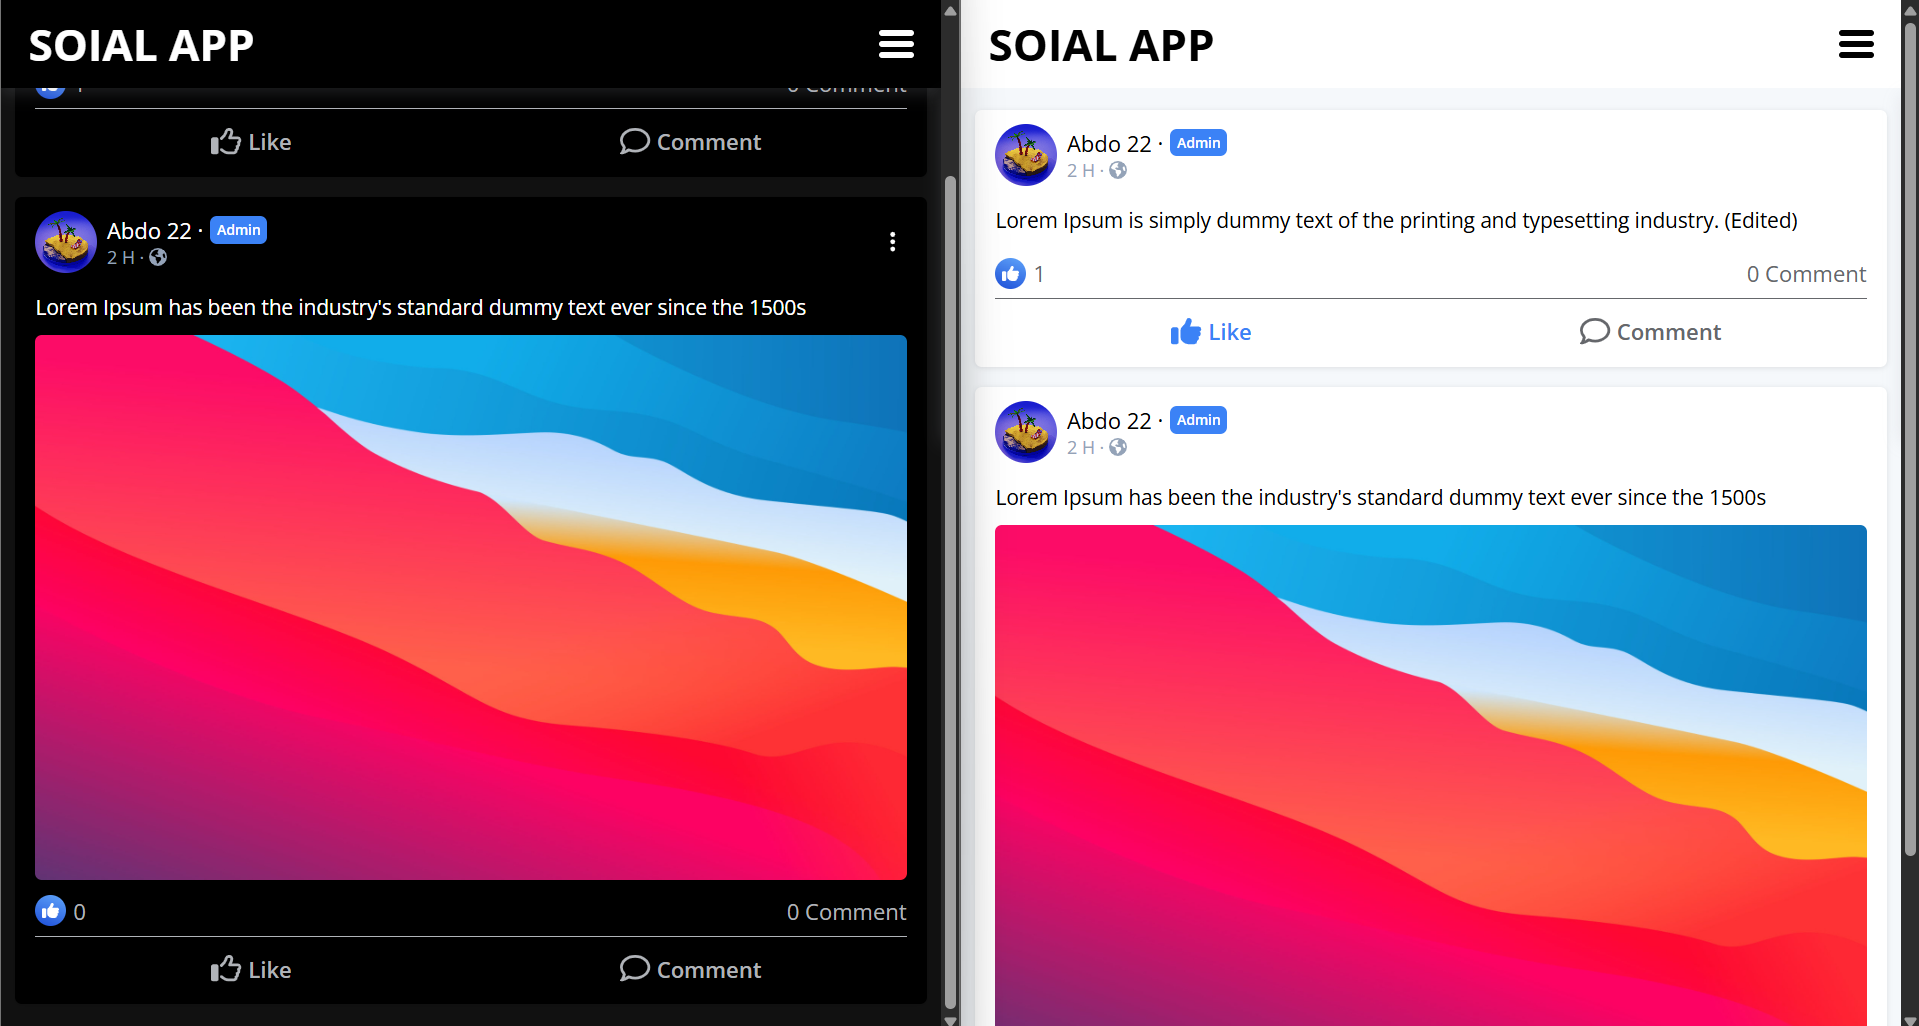 SOIAL APP
1 0 Comment
Like Comment
Abdo 22 · Admin
2 H ·
Lorem Ipsum has been the industry's standard dummy text ever since the 1500s
0 0 Comment
Like Comment
SOIAL APP
Abdo 22 · Admin
2 H ·
Lorem Ipsum is simply dummy text of the printing and typesetting industry. (Edited)
1 0 Comment
Like Comment
Abdo 22 · Admin
2 H ·
Lorem Ipsum has been the industry's standard dummy text ever since the 1500s